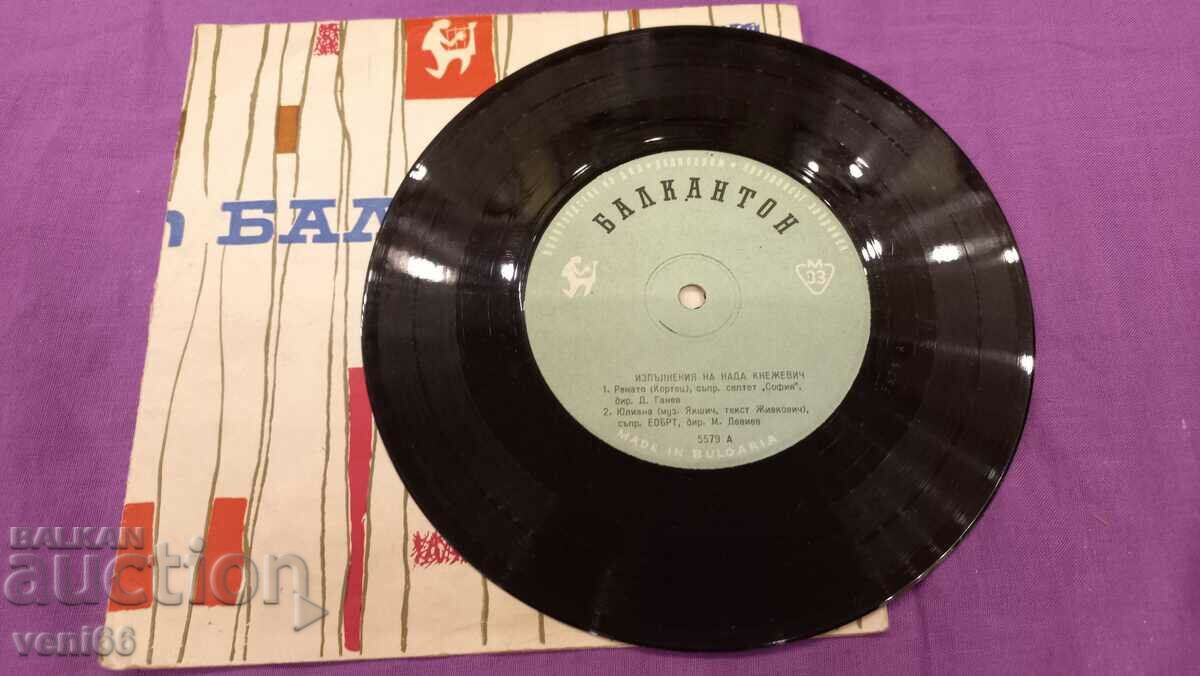 БАЛКАНТОН
М
33
ИЗПЪЛНЕНИЯ НА НАДА КНЕЖЕВИЧ
1. Ренато (Кортец), съпр. септет „София",
дир. Д. Ганев
2. Юлиана (муз. Якшич, текст Живкович),
съпр. ЕОБРТ, дир. М. Левиев
5579 А
MADE IN BULGARIA
БАЛ
BALKAN
auction
veni66